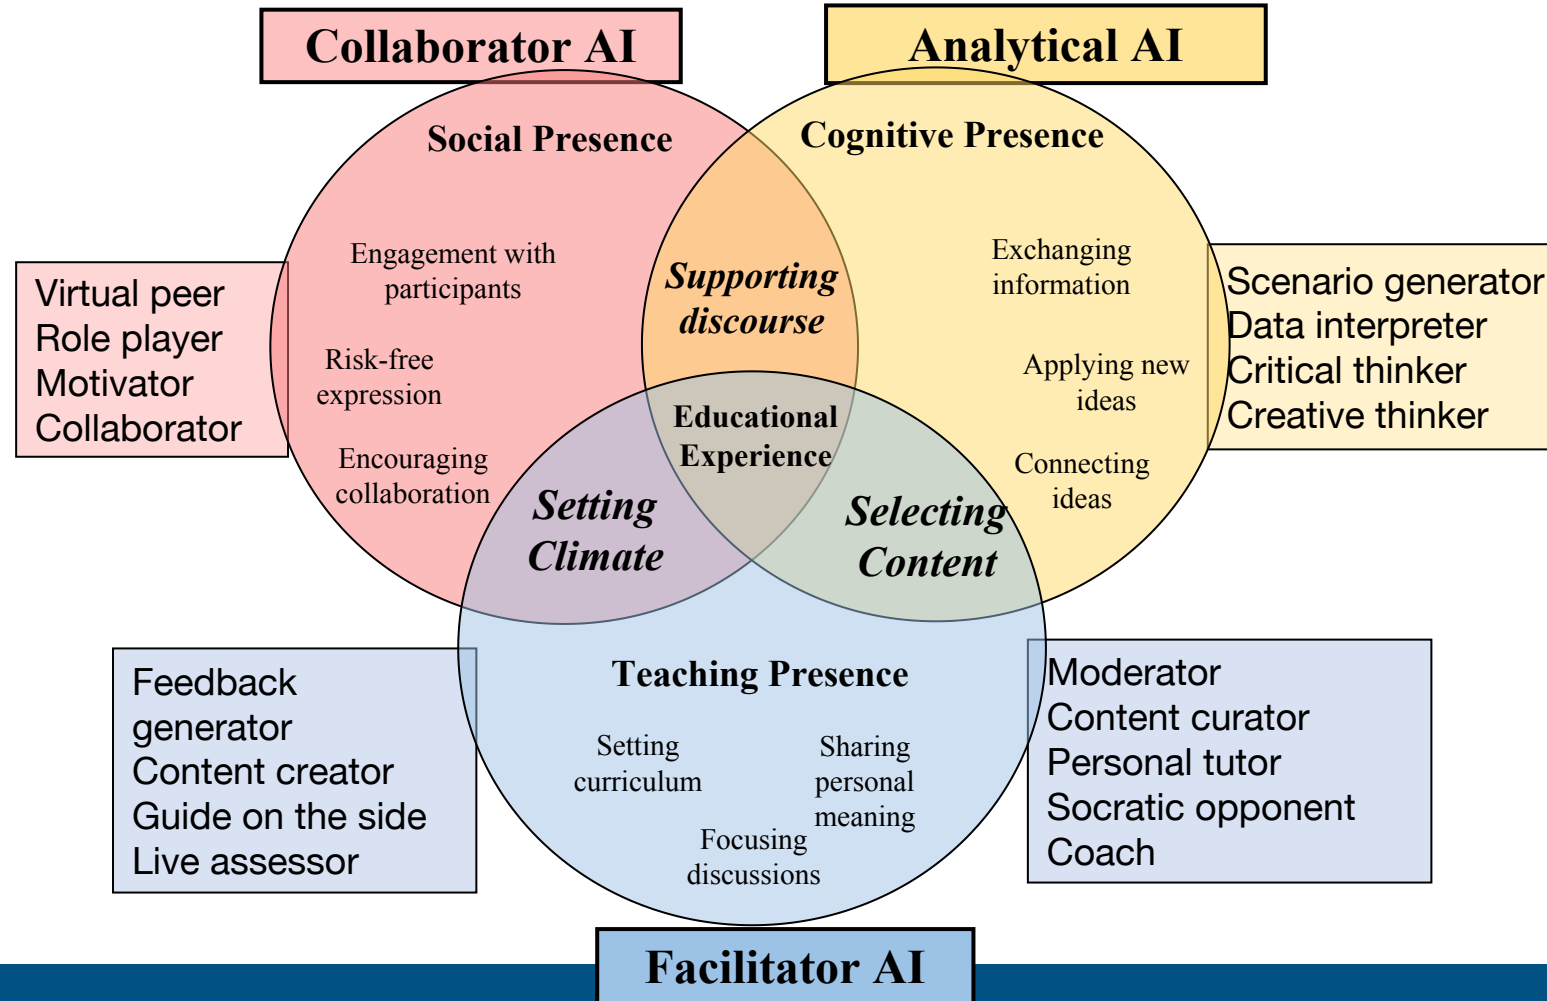 Collaborator AI
Analytical AI
Social Presence
Cognitive Presence
Engagement with
participants
Risk-free
expression
Encouraging
collaboration
Supporting
discourse
Exchanging
information
Applying new
ideas
Connecting
ideas
Virtual peer
Role player
Motivator
Collaborator
Scenario generator
Data interpreter
Critical thinker
Creative thinker
Educational
Experience
Setting
Climate
Selecting
Content
Teaching Presence
Setting
curriculum
Sharing
personal
meaning
Focusing
discussions
Feedback
generator
Content creator
Guide on the side
Live assessor
Moderator
Content curator
Personal tutor
Socratic opponent
Coach
Facilitator AI